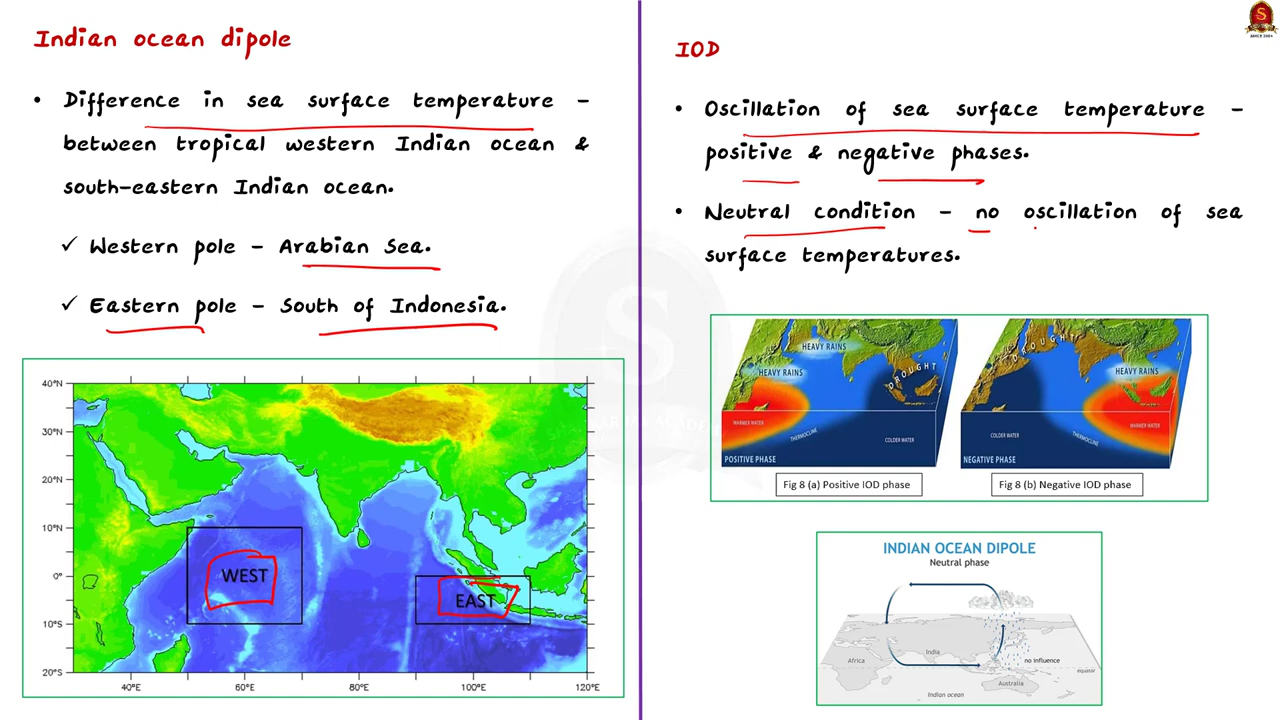 Indian ocean dipole
• Difference in sea surface temperature –
between tropical western Indian ocean &
south-eastern Indian ocean.
✓ Western pole – Arabian Sea.
✓ Eastern pole – South of Indonesia.
40°N
30°N
20°N
10°N
0°
10°S
20°S
WEST
EAST
40°E
60°E
80°E
100°E
120°E
S
SINCE 2004
IOD
• Oscillation of sea surface temperature –
positive & negative phases.
• Neutral condition – no oscillation of sea
surface temperatures.
HEAVY RAINS
HEAVY RAINS
DROUGHT
WARMER WATER
THERMOCLINE
COLDER WATER
POSITIVE PHASE
Fig 8 (a) Positive IOD phase
DROUGHT
HEAVY RAINS
COLDER WATER
THERMOCLINE
WARMER WATER
NEGATIVE PHASE
Fig 8 (b) Negative IOD phase
INDIAN OCEAN DIPOLE
Neutral phase
Africa
India
no influence
equator
Australia
Indian ocean